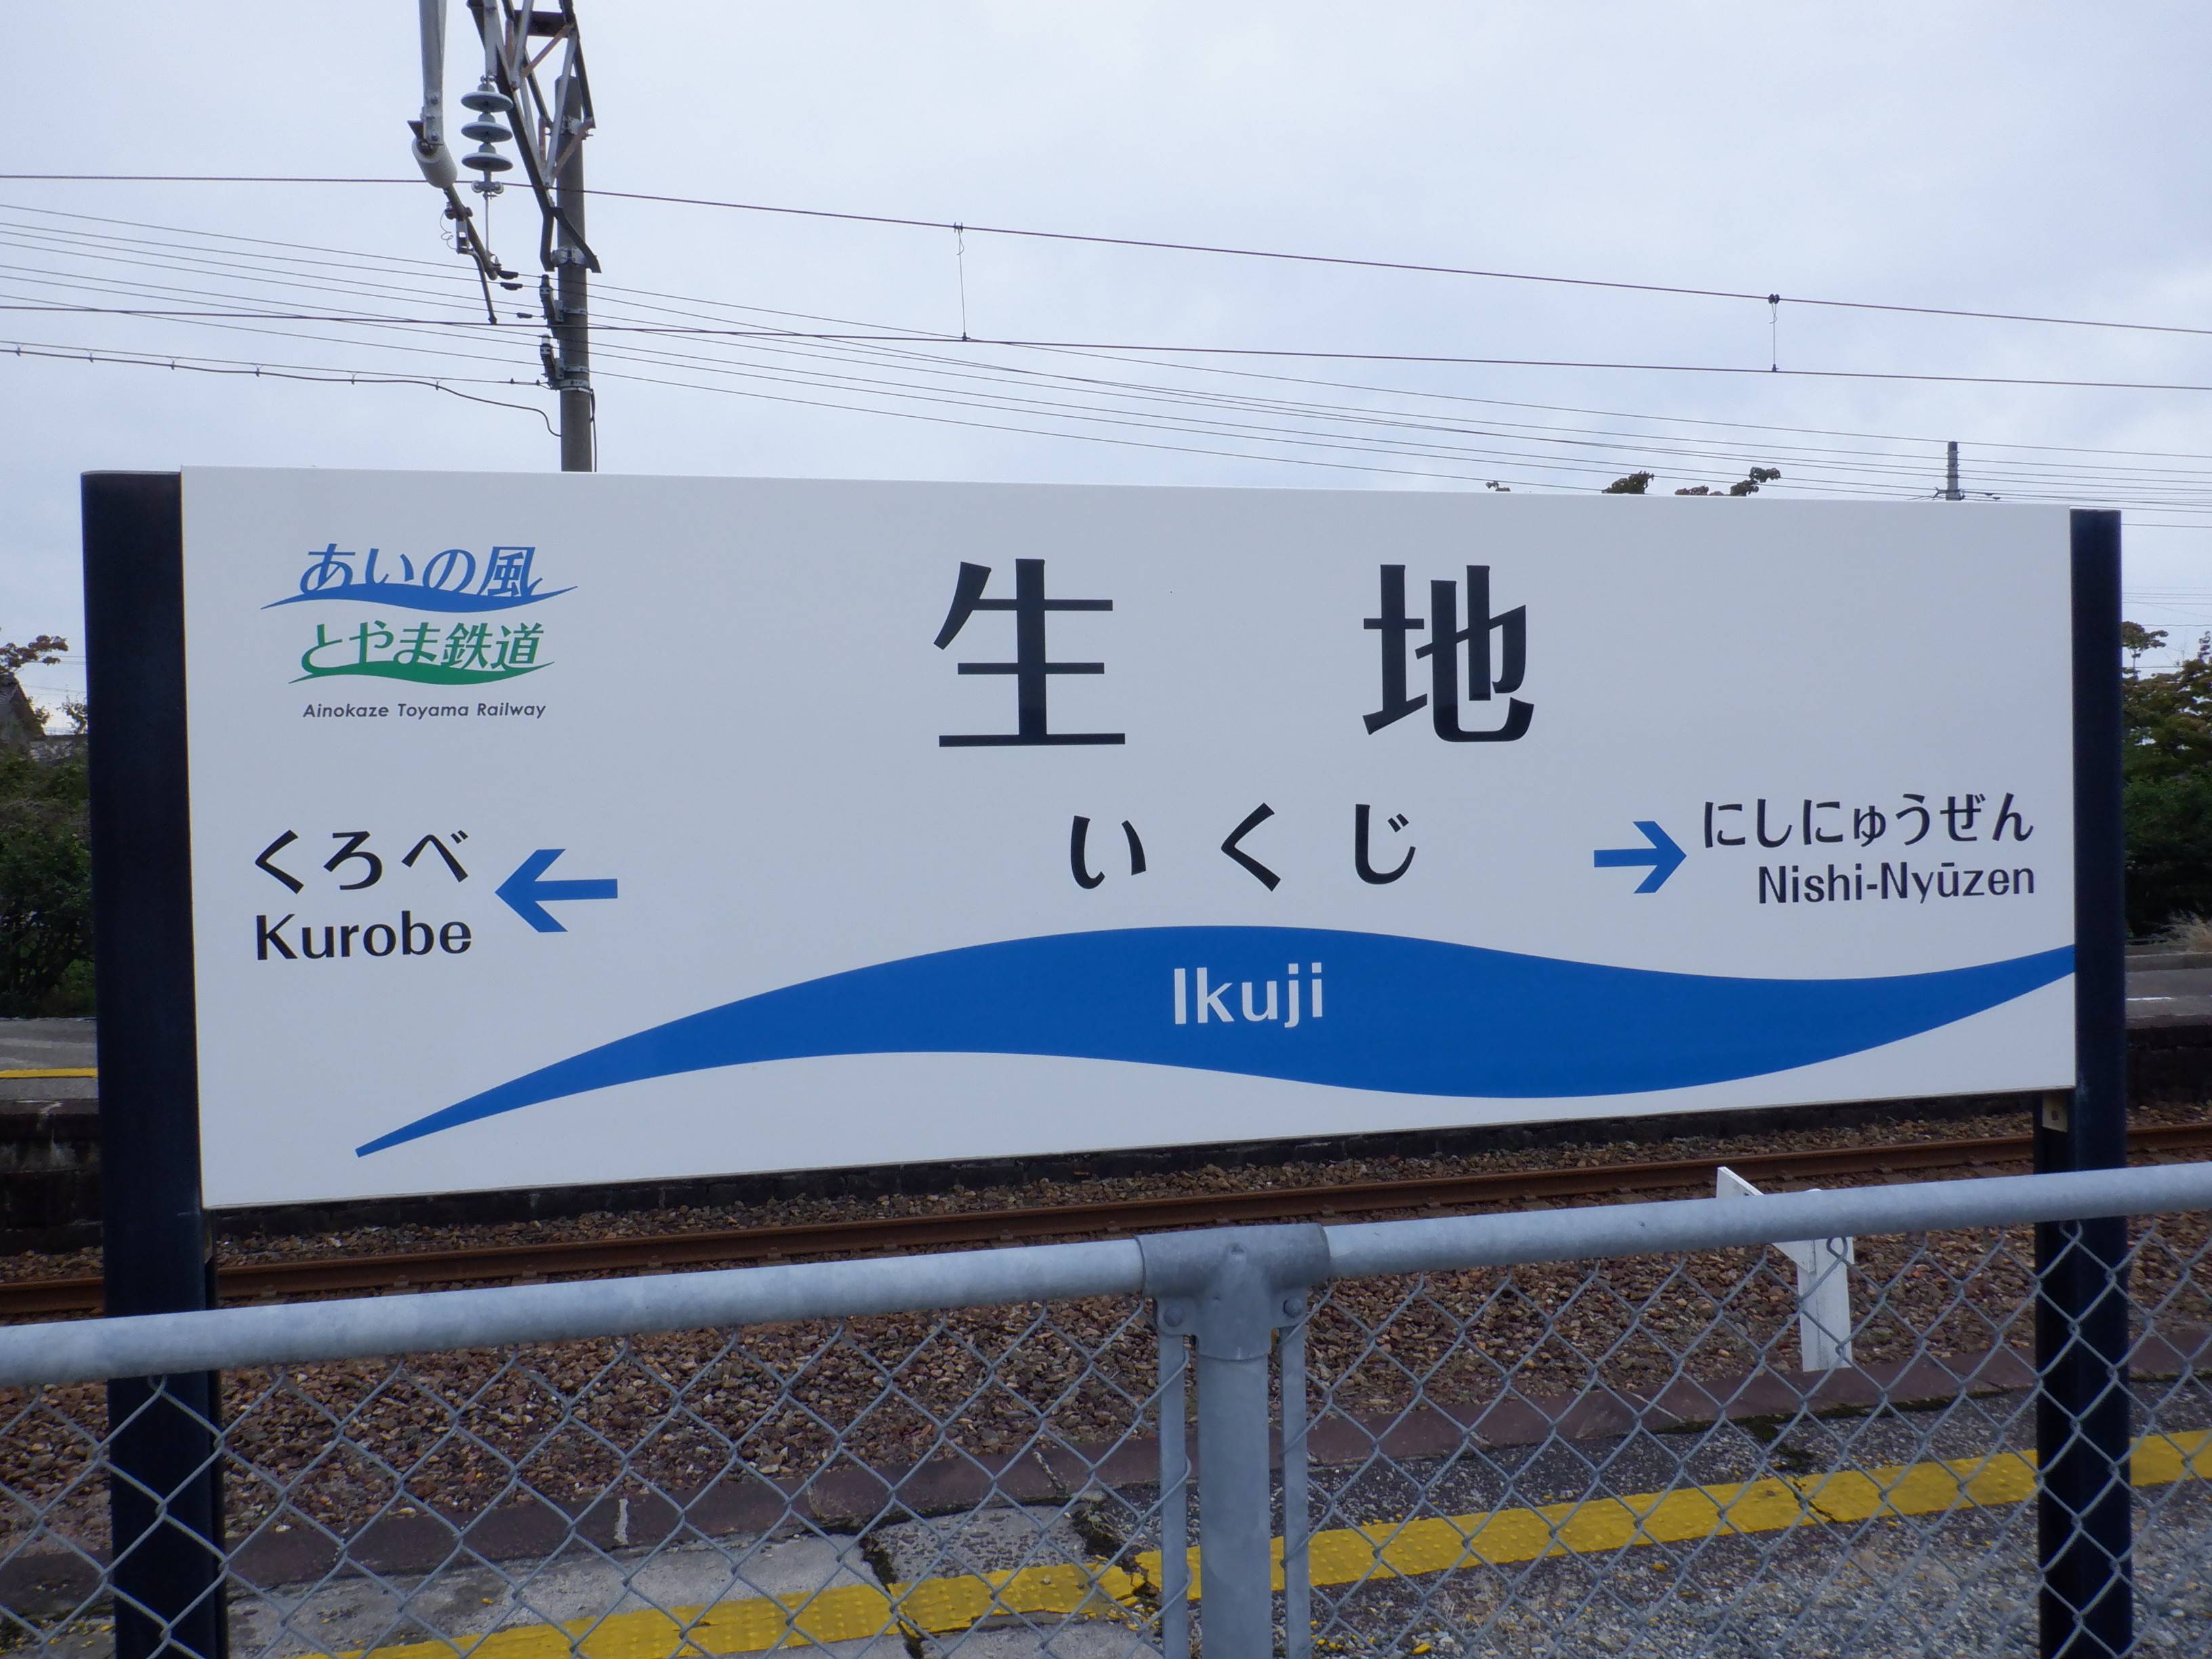 あいの風
とやま鉄道
Ainokaze Toyama Railway
生地
いくじ
くろべ
Kurobe
にしにゅうぜん
Nishi-Nyūzen
Ikuji